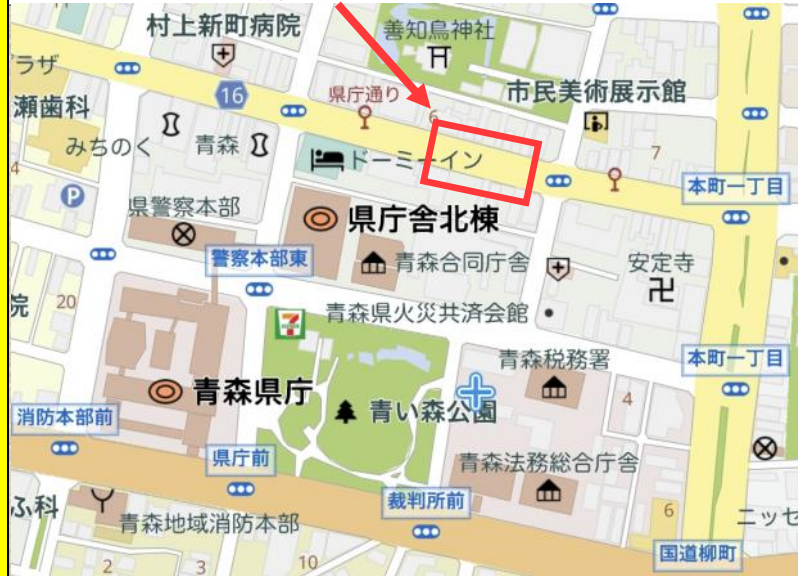 村上新町病院
善知鳥神社
ラザ
16
県庁通り
6
市民美術展示館
瀬歯科
みちのく
青森
ドーミーイン
7
4
P
県警察本部
県庁舎北棟
本町一丁目
警察本部東
青森合同庁舎
安定寺
院
20
青森県火災共済会館
青森税務署
本町一丁目
青森県庁
青い森公園
4
消防本部前
県庁前
青森法務総合庁舎
裁判所前
ふ科
青森地域消防本部
6
ニッセ
国道柳町
2
3
10